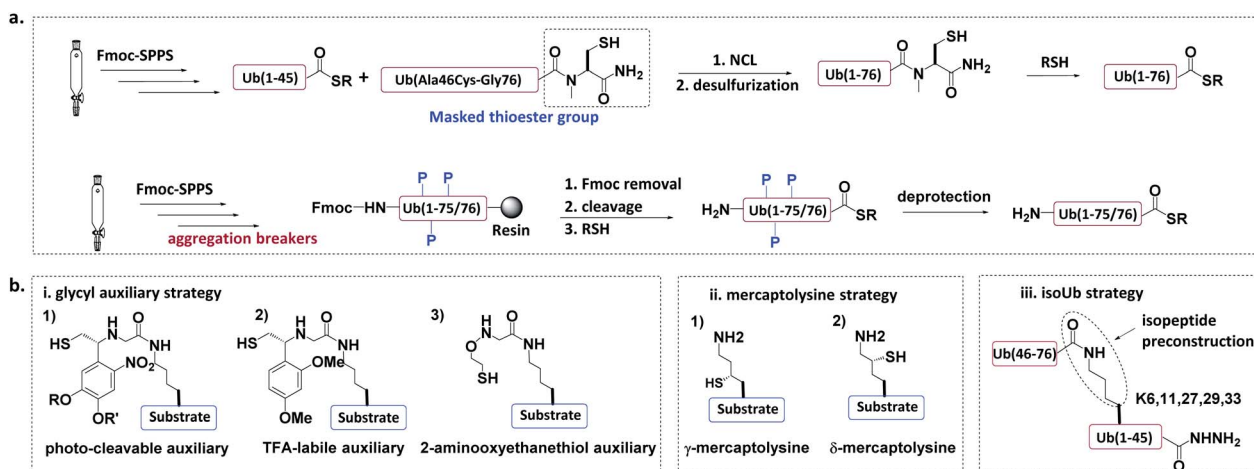 a.
Fmoc-SPPS
Ub(1-45)
O
SR
+
Ub(Ala46Cys-Gly76)
O
N
SH
NH2
O
Masked thioester group
1. NCL
2. desulfurization
Ub(1-76)
O
N
SH
NH2
O
RSH
Ub(1-76)
O
SR
Fmoc-SPPS
aggregation breakers
Fmoc-HN
P P
Ub(1-75/76)
P
Resin
1. Fmoc removal
2. cleavage
3. RSH
H2N
P P
Ub(1-75/76)
P
O
SR
deprotection
H2N
Ub(1-75/76)
O
SR
b.
i. glycyl auxiliary strategy
1)
HS
H
N
O
NH
NO2
RO
OR'
Substrate
photo-cleavable auxiliary
2)
HS
H
N
O
NH
OMe
OMe
Substrate
TFA-labile auxiliary
3)
H
N
O
O
NH
SH
Substrate
2-aminooxyethanethiol auxiliary
ii. mercaptolysine strategy
1)
NH2
HS
Substrate
γ-mercaptolysine
2)
NH2
SH
Substrate
δ-mercaptolysine
iii. isoUb strategy
Ub(46-76)
O
NH
isopeptide
preconstruction
K6,11,27,29,33
Ub(1-45)
NHNH2
O